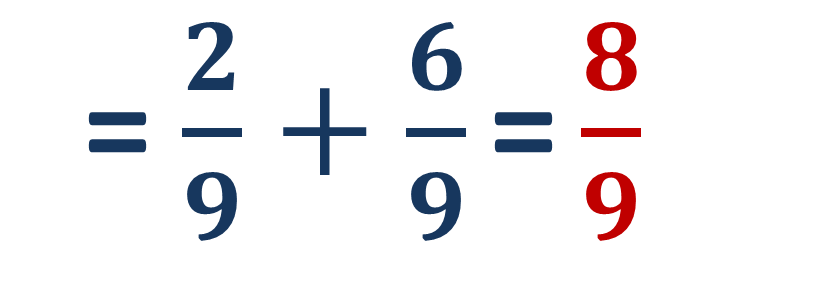 = 2/9 + 6/9 = 8/9